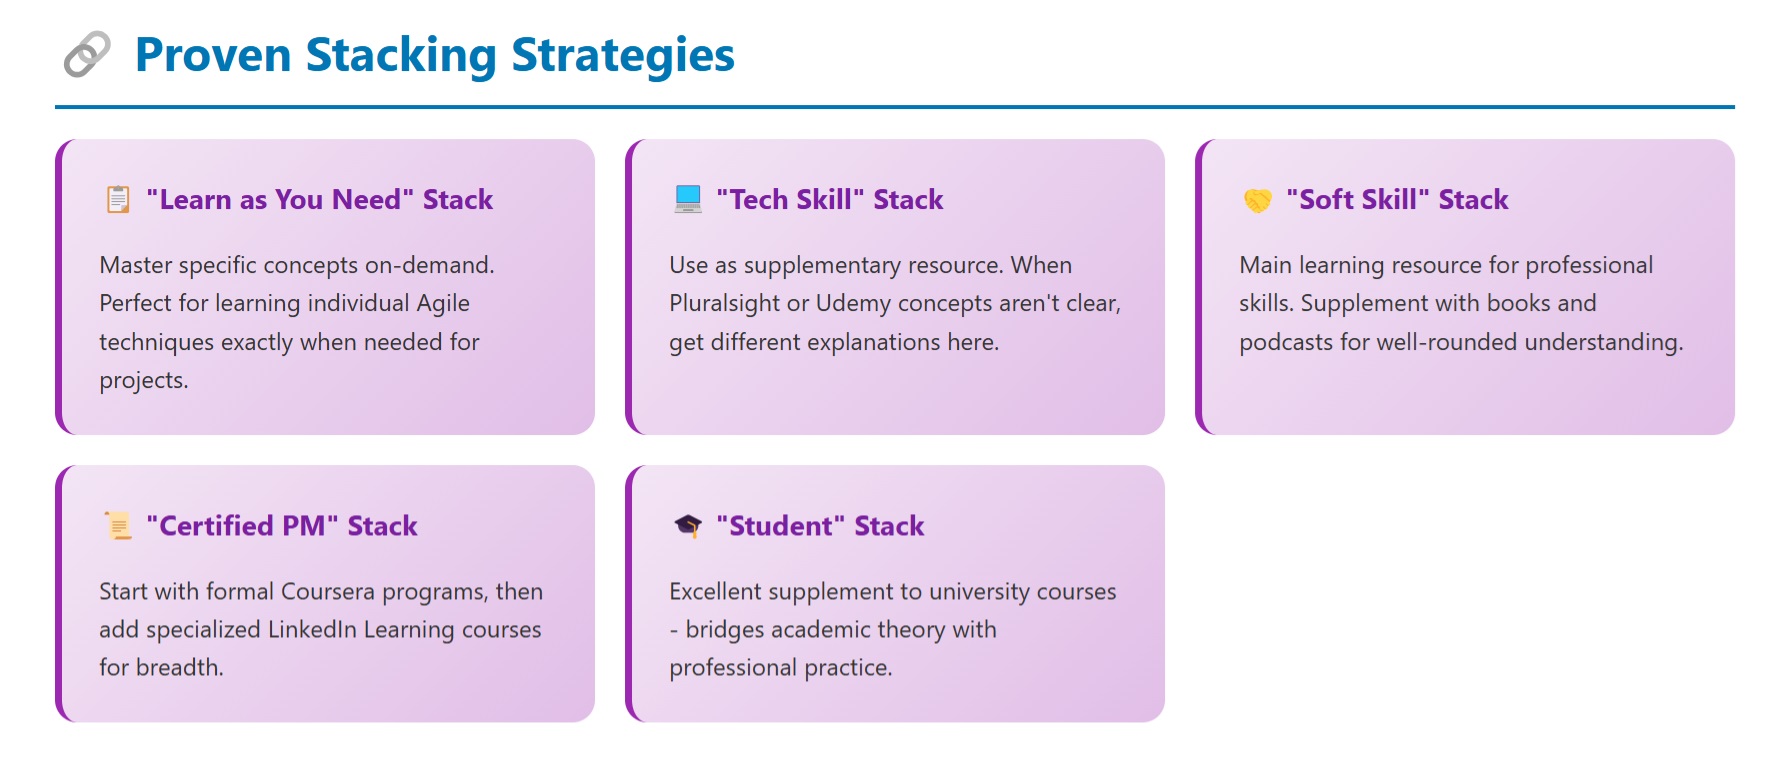 Proven Stacking Strategies
"Learn as You Need" Stack
Master specific concepts on-demand.
Perfect for learning individual Agile
techniques exactly when needed for
projects.
"Tech Skill" Stack
Use as supplementary resource. When
Pluralsight or Udemy concepts aren't clear,
get different explanations here.
"Soft Skill" Stack
Main learning resource for professional
skills. Supplement with books and
podcasts for well-rounded understanding.
"Certified PM" Stack
Start with formal Coursera programs, then
add specialized LinkedIn Learning courses
for breadth.
"Student" Stack
Excellent supplement to university courses
- bridges academic theory with
professional practice.